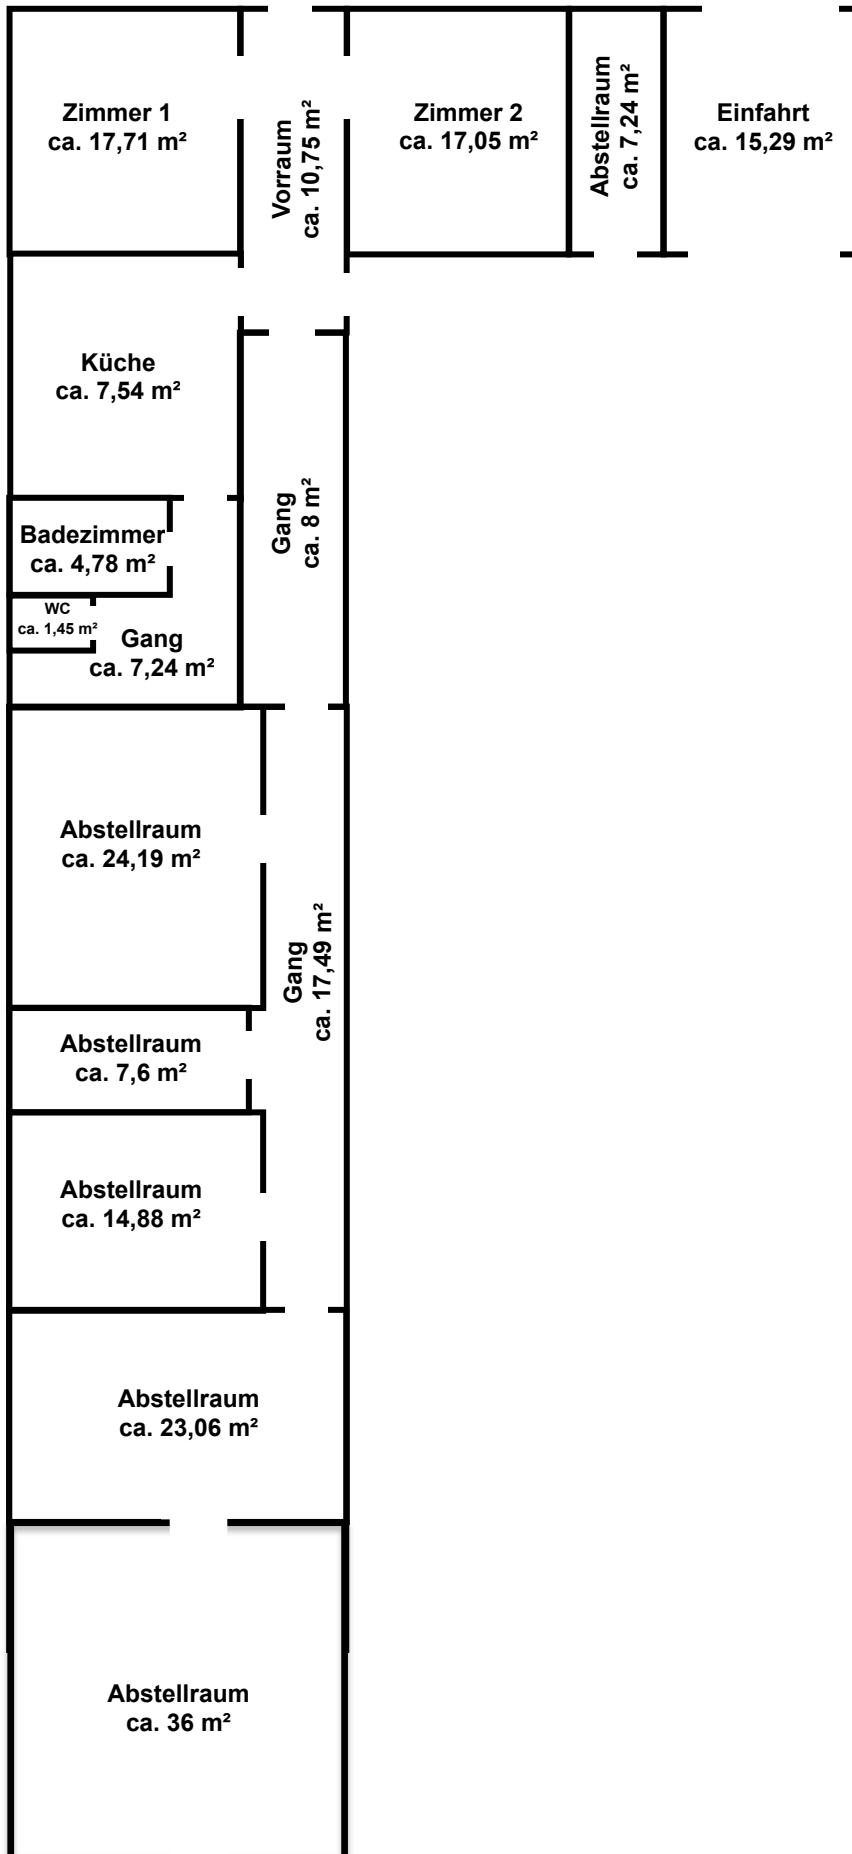 Zimmer 1
ca. 17,71 m²
Vorraum
ca. 10,75 m²
Zimmer 2
ca. 17,05 m²
Abstellraum
ca. 7,24 m²
Einfahrt
ca. 15,29 m²
Küche
ca. 7,54 m²
Gang
ca. 8 m²
Badezimmer
ca. 4,78 m²
WC
ca. 1,45 m²
Gang
ca. 7,24 m²
Abstellraum
ca. 24,19 m²
Gang
ca. 17,49 m²
Abstellraum
ca. 7,6 m²
Abstellraum
ca. 14,88 m²
Abstellraum
ca. 23,06 m²
Abstellraum
ca. 36 m²